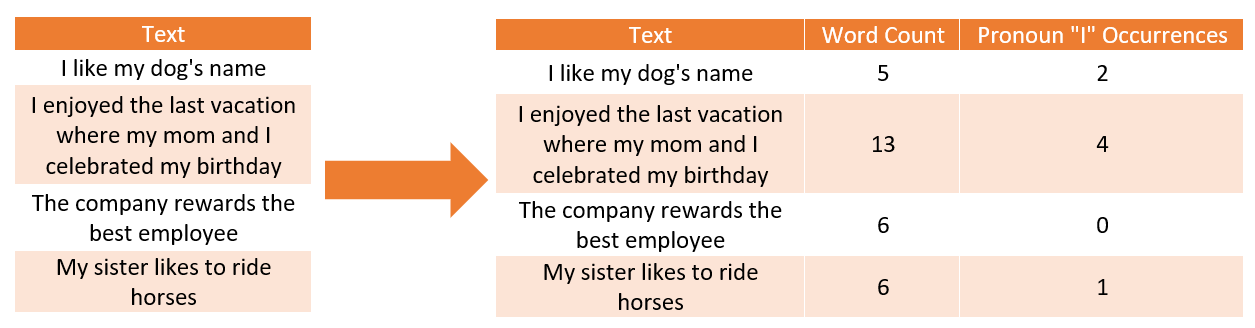 Text
I like my dog's name
I enjoyed the last vacation
where my mom and I
celebrated my birthday
The company rewards the
best employee
My sister likes to ride
horses
Text Word Count Pronoun "I" Occurrences
I like my dog's name 5 2
I enjoyed the last vacation
where my mom and I 13 4
celebrated my birthday
The company rewards the
best employee 6 0
My sister likes to ride
horses 6 1